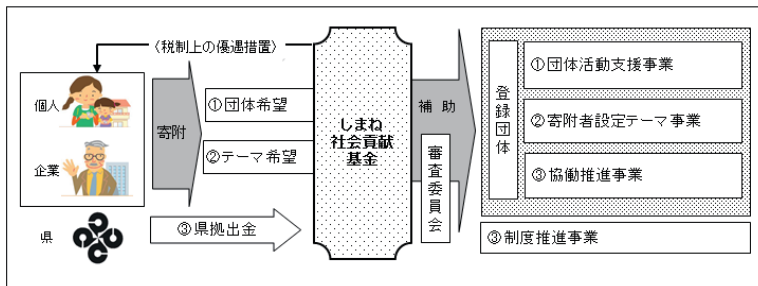 〈税制上の優遇措置〉
個人
企業
県
寄附
①団体希望
②テーマ希望
③県拠出金
しまね
社会貢献
基金
補助
審査委員会
登録団体
①団体活動支援事業
②寄附者設定テーマ事業
③協働推進事業
③制度推進事業